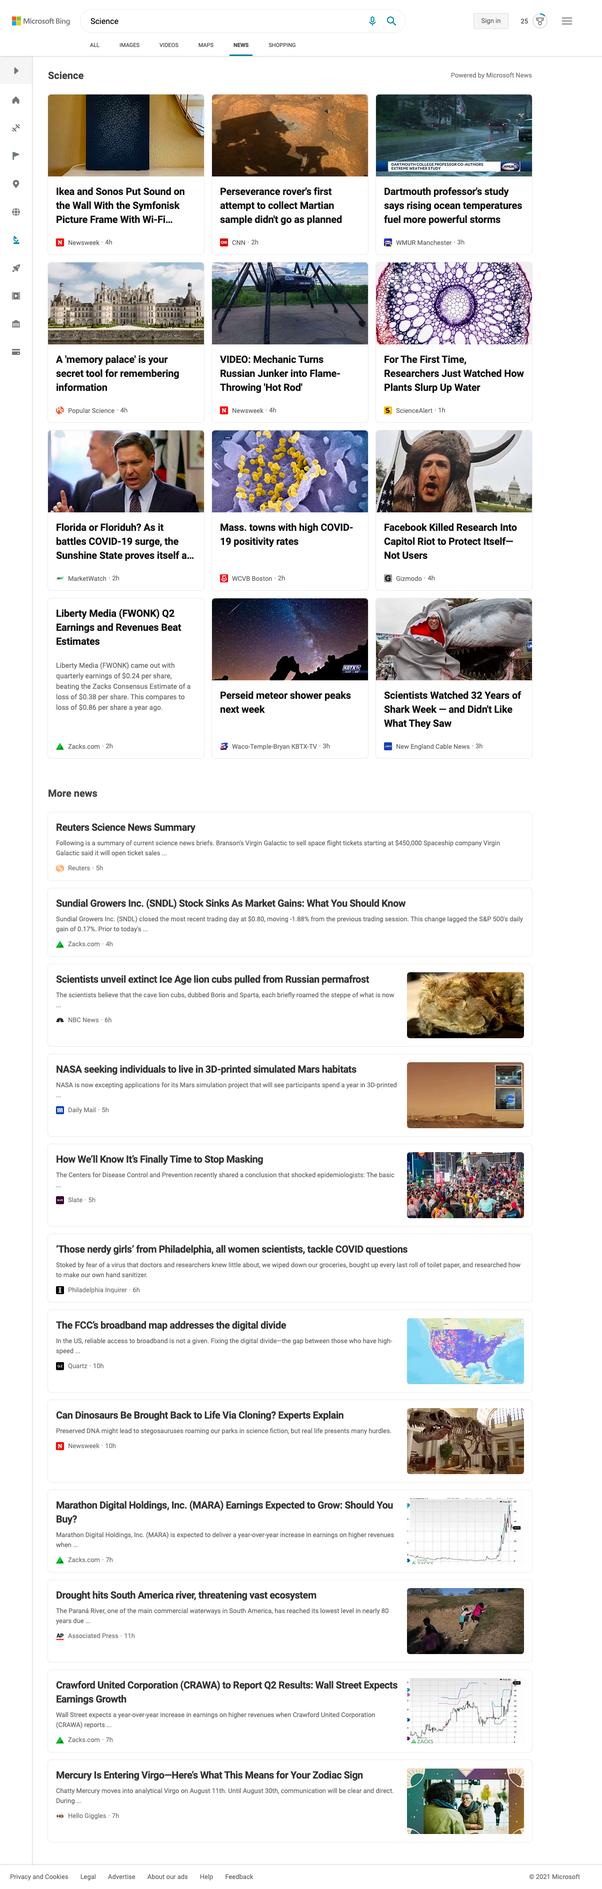 Microsoft Bing
Science
Sign in
25
ALL
IMAGES
VIDEOS
MAPS
NEWS
SHOPPING
Science
Powered by Microsoft News
Ikea and Sonos Put Sound on
the Wall With the Symfonisk
Picture Frame With Wi-Fi...
Newsweek · 4h
Perseverance rover's first
attempt to collect Martian
sample didn't go as planned
CNN · 2h
DARTMOUTH COLLEGE PROFESSOR CO-AUTHORS
EXTREME WEATHER STUDY
Dartmouth professor's study
says rising ocean temperatures
fuel more powerful storms
WMUR Manchester · 3h
A 'memory palace' is your
secret tool for remembering
information
Popular Science · 4h
VIDEO: Mechanic Turns
Russian Junker into Flame-
Throwing 'Hot Rod'
Newsweek · 4h
For The First Time,
Researchers Just Watched How
Plants Slurp Up Water
ScienceAlert · 1h
Florida or Floriduh? As it
battles COVID-19 surge, the
Sunshine State proves itself a...
MarketWatch · 2h
Mass. towns with high COVID-
19 positivity rates
WCVB Boston · 2h
Facebook Killed Research Into
Capitol Riot to Protect Itself—
Not Users
Gizmodo · 4h
Liberty Media (FWONK) Q2
Earnings and Revenues Beat
Estimates
Liberty Media (FWONK) came out with
quarterly earnings of $0.24 per share,
beating the Zacks Consensus Estimate of a
loss of $0.38 per share. This compares to
loss of $0.86 per share a year ago.
Zacks.com · 2h
KBTX
Perseid meteor shower peaks
next week
Waco-Temple-Bryan KBTX-TV · 3h
Scientists Watched 32 Years of
Shark Week — and Didn't Like
What They Saw
New England Cable News · 3h
More news
Reuters Science News Summary
Following is a summary of current science news briefs. Branson's Virgin Galactic to sell space flight tickets starting at $450,000 Spaceship company Virgin
Galactic said it will open ticket sales ...
Reuters · 5h
Sundial Growers Inc. (SNDL) Stock Sinks As Market Gains: What You Should Know
Sundial Growers Inc. (SNDL) closed the most recent trading day at $0.80, moving -1.88% from the previous trading session. This change lagged the S&P 500's daily
gain of 0.17%. Prior to today's ...
Zacks.com · 4h
Scientists unveil extinct Ice Age lion cubs pulled from Russian permafrost
The scientists believe that the cave lion cubs, dubbed Boris and Sparta, each briefly roamed the steppe of what is now
...
NBC News · 6h
NASA seeking individuals to live in 3D-printed simulated Mars habitats
NASA is now excepting applications for its Mars simulation project that will see participants spend a year in 3D-printed
...
Daily Mail · 5h
How We'll Know It's Finally Time to Stop Masking
The Centers for Disease Control and Prevention recently shared a conclusion that shocked epidemiologists: The basic
...
Slate · 5h
'Those nerdy girls' from Philadelphia, all women scientists, tackle COVID questions
Stoked by fear of a virus that doctors and researchers knew little about, we wiped down our groceries, bought up every last roll of toilet paper, and researched how
to make our own hand sanitizer.
Philadelphia Inquirer · 6h
The FCC's broadband map addresses the digital divide
In the US, reliable access to broadband is not a given. Fixing the digital divide—the gap between those who have high-
speed ...
Quartz · 10h
Can Dinosaurs Be Brought Back to Life Via Cloning? Experts Explain
Preserved DNA might lead to stegosauruses roaming our parks in science fiction, but real life presents many hurdles.
Newsweek · 10h
Marathon Digital Holdings, Inc. (MARA) Earnings Expected to Grow: Should You
Buy?
Marathon Digital Holdings, Inc. (MARA) is expected to deliver a year-over-year increase in earnings on higher revenues
when ...
Zacks.com · 7h
ZACKS
Drought hits South America river, threatening vast ecosystem
The Paraná River, one of the main commercial waterways in South America, has reached its lowest level in nearly 80
years due ...
Associated Press · 11h
Crawford United Corporation (CRAWA) to Report Q2 Results: Wall Street Expects
Earnings Growth
Wall Street expects a year-over-year increase in earnings on higher revenues when Crawford United Corporation
(CRAWA) reports ...
Zacks.com · 7h
ZACKS
Mercury Is Entering Virgo—Here's What This Means for Your Zodiac Sign
Chatty Mercury moves into analytical Virgo on August 11th. Until August 30th, communication will be clear and direct.
During ...
Hello Giggles · 7h
Privacy and Cookies
Legal
Advertise
About our ads
Help
Feedback
© 2021 Microsoft